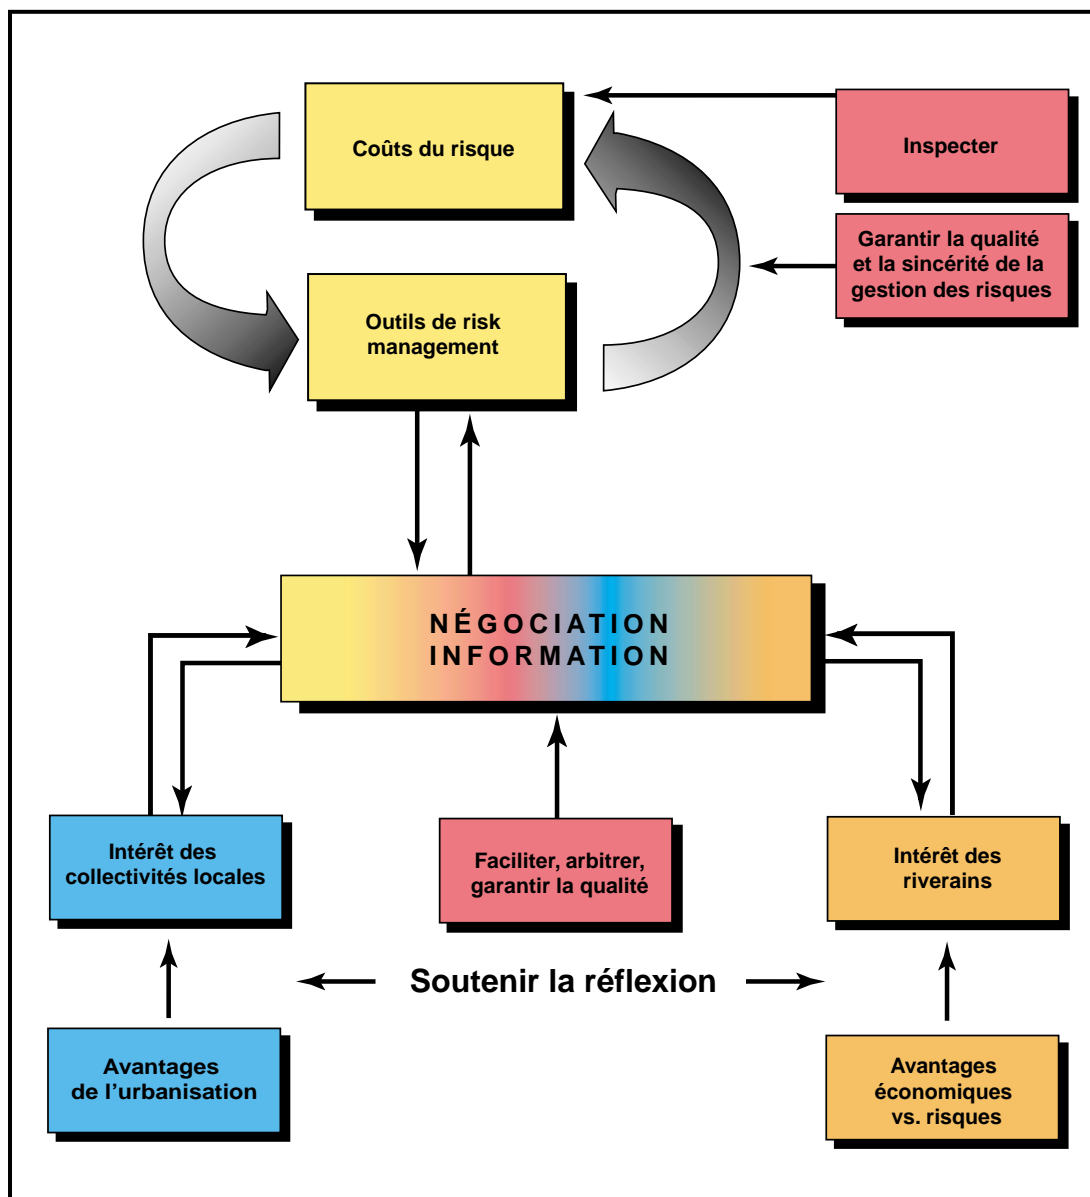 Coûts du risque
Inspecter
Garantir la qualité
et la sincérité de la
gestion des risques
Outils de risk
management
NÉGOCIATION
INFORMATION
Intérêt des
collectivités locales
Faciliter, arbitrer,
garantir la qualité
Intérêt des
riverains
Soutenir la réflexion
Avantages
de l’urbanisation
Avantages
économiques
vs. risques